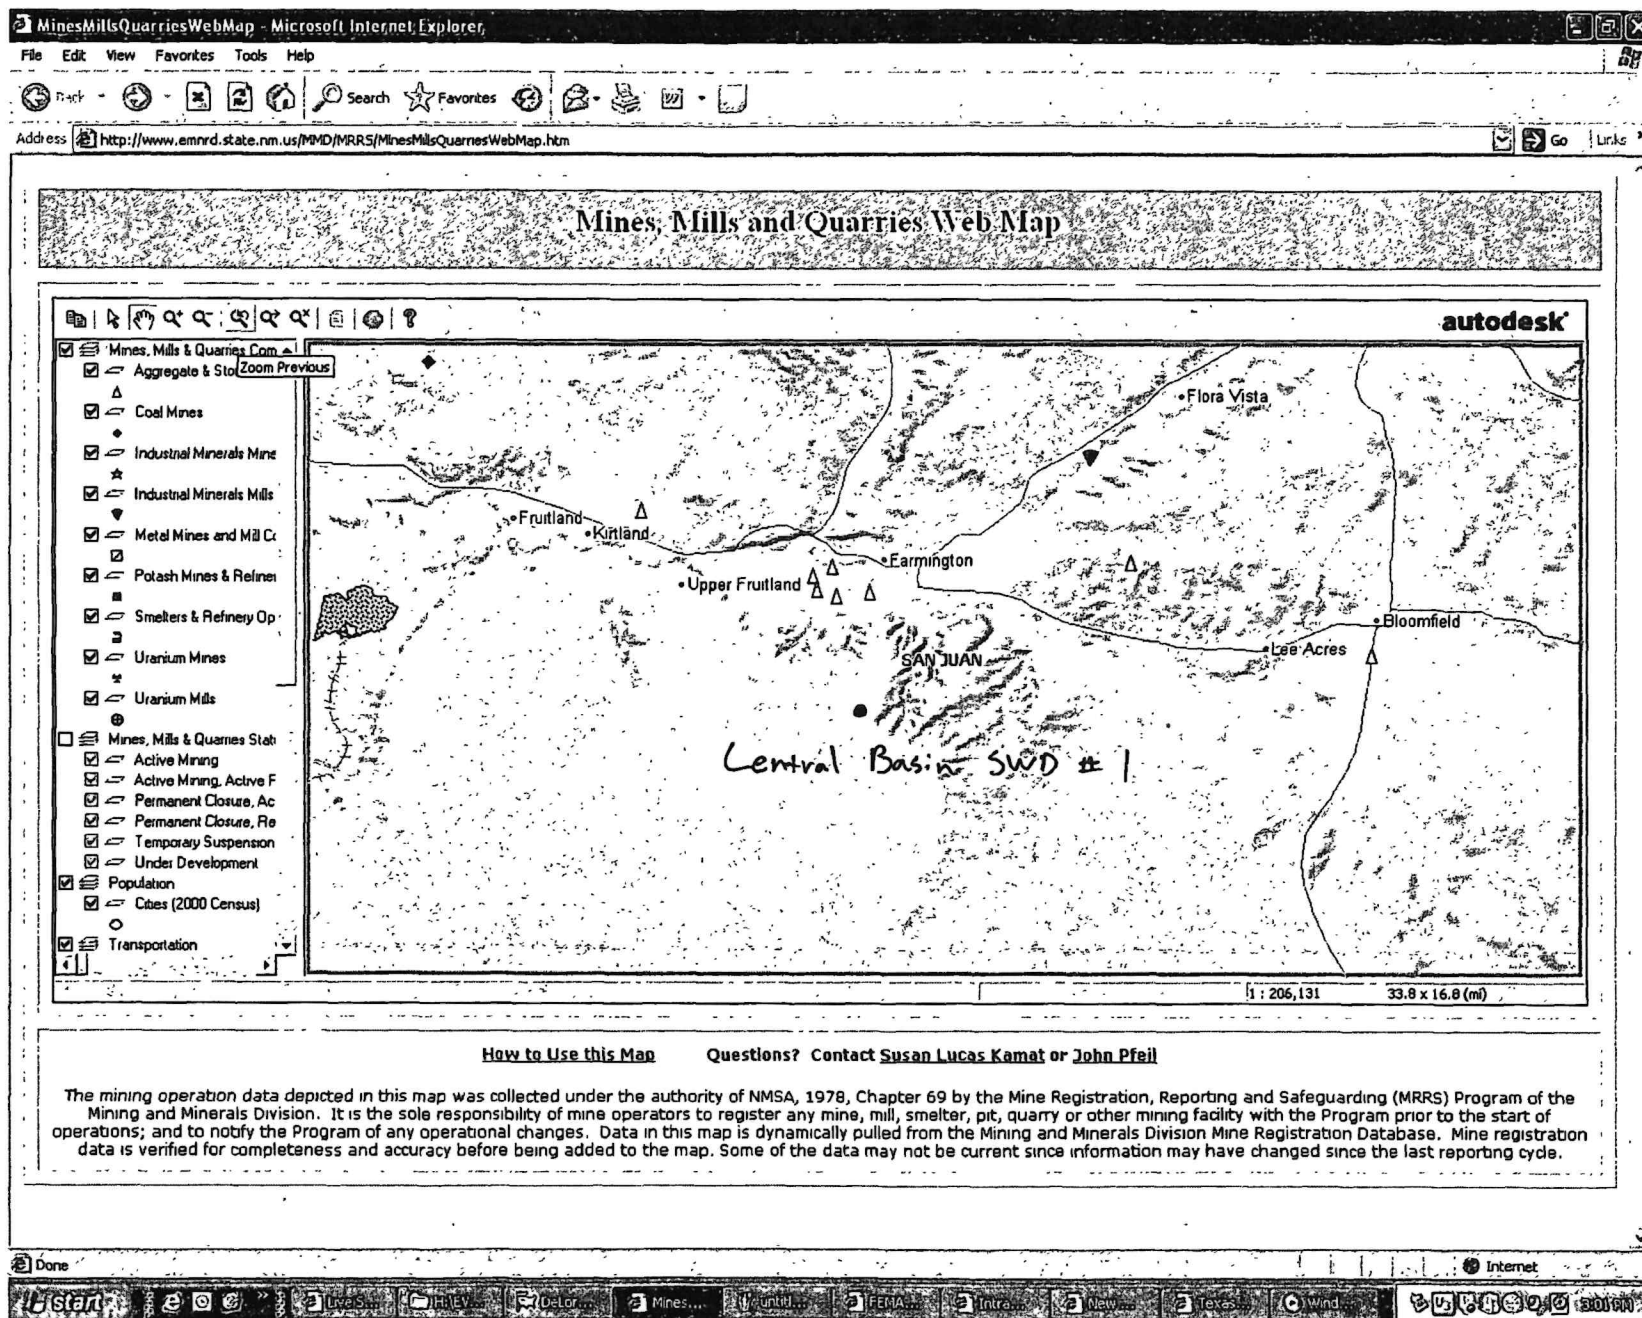 MinesMillsQuarriesWebMap - Microsoft Internet Explorer
File Edit View Favorites Tools Help
Back Search Favorites
Address http://www.emnrd.state.nm.us/MMD/MRRS/MinesMillsQuarriesWebMap.htm Go Links
Mines, Mills and Quarries Web Map
autodesk
Mines, Mills & Quarries Com
Zoom Previous
Aggregate & Sto
Coal Mines
Industrial Minerals Mine
Industrial Minerals Mills
Metal Mines and Mill Co
Potash Mines & Refiner
Smelters & Refinery Op
Uranium Mines
Uranium Mills
Mines, Mills & Quarries Stat
Active Mining
Active Mining, Active F
Permanent Closure, Ac
Permanent Closure, Re
Temporary Suspension
Under Development
Population
Cities (2000 Census)
Transportation
Flora Vista
Fruitland
Kirtland
Farmington
Upper Fruitland
Bloomfield
Lee Acres
SAN JUAN
Central Basin SWD # 1
1 : 206,131 33.8 x 16.8 (mi)
How to Use this Map Questions? Contact Susan Lucas Kamat or John Pfeil
The mining operation data depicted in this map was collected under the authority of NMSA, 1978, Chapter 69 by the Mine Registration, Reporting and Safeguarding (MRRS) Program of the
Mining and Minerals Division. It is the sole responsibility of mine operators to register any mine, mill, smelter, pit, quarry or other mining facility with the Program prior to the start of
operations; and to notify the Program of any operational changes. Data in this map is dynamically pulled from the Mining and Minerals Division Mine Registration Database. Mine registration
data is verified for completeness and accuracy before being added to the map. Some of the data may not be current since information may have changed since the last reporting cycle.
Done Internet
start LiveS... H:\EV... DeLor... Mines... untitl... FEMA... Intra... New... Texas... Wind... 3:01 PM